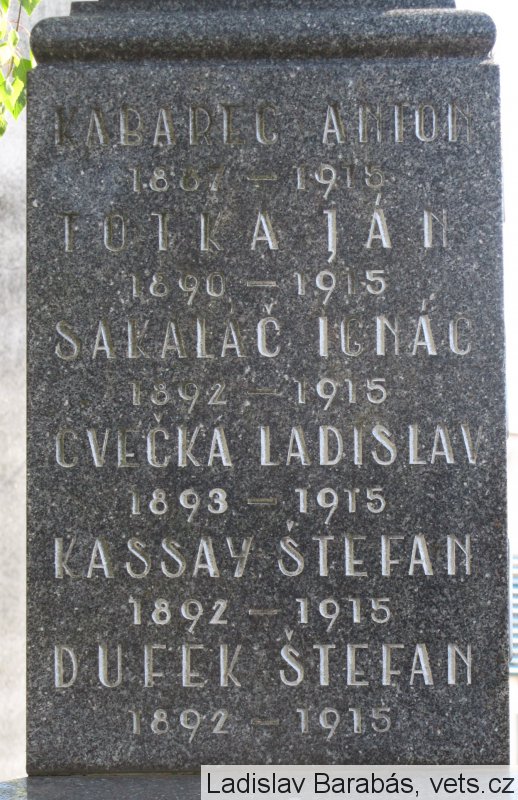 KABAREC ANTON
1887 – 1915
TOTKA JÁN
1890 – 1915
SAKALAČ IGNÁC
1892 – 1915
CVEČKA LADISLAV
1893 – 1915
KASSAY ŠTEFAN
1892 – 1915
DUFEK ŠTEFAN
1892 – 1915
Ladislav Barabás, vets.cz